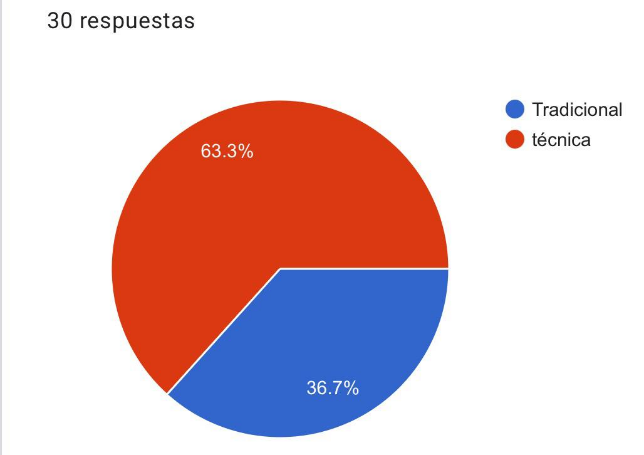 30 respuestas
Tradicional
técnica
63.3%
36.7%